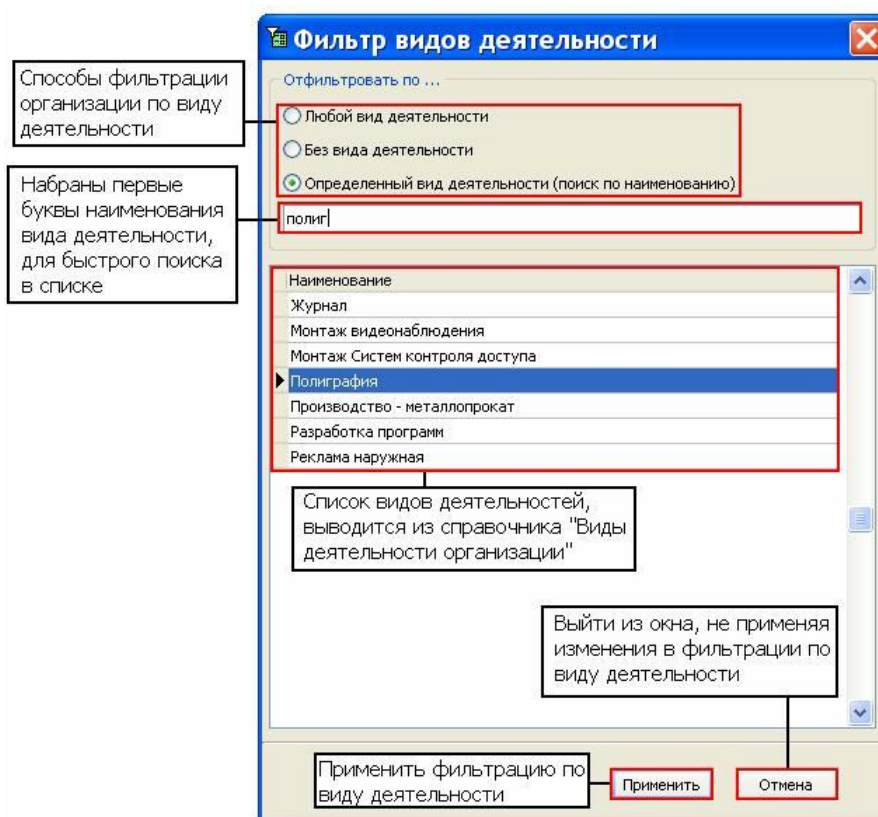 Фильтр видов деятельности
Способы фильтрации
организации по виду
деятельности
Отфильтровать по ...
Любой вид деятельности
Без вида деятельности
Определенный вид деятельности (поиск по наименованию)
Набраны первые
буквы наименования
вида деятельности,
для быстрого поиска
в списке
полиг
Наименование
Журнал
Монтаж видеонаблюдения
Монтаж Систем контроля доступа
Полиграфия
Производство - металлопрокат
Разработка программ
Реклама наружная
Список видов деятельностей,
выводится из справочника "Виды
деятельности организации"
Выйти из окна, не применяя
изменения в фильтрации по
виду деятельности
Применить фильтрацию по
виду деятельности
Применить
Отмена